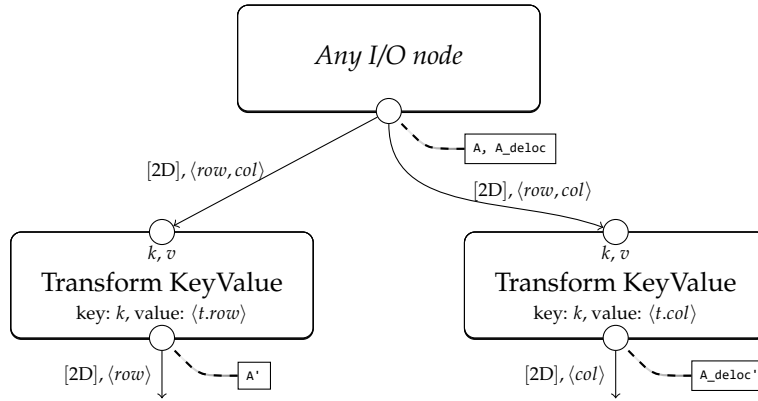 Any I/O node
A, A_deloc
[2D], ⟨row, col⟩
[2D], ⟨row, col⟩
k, v
Transform KeyValue
key: k, value: ⟨t.row⟩
k, v
Transform KeyValue
key: k, value: ⟨t.col⟩
[2D], ⟨row⟩
A'
[2D], ⟨col⟩
A_deloc'